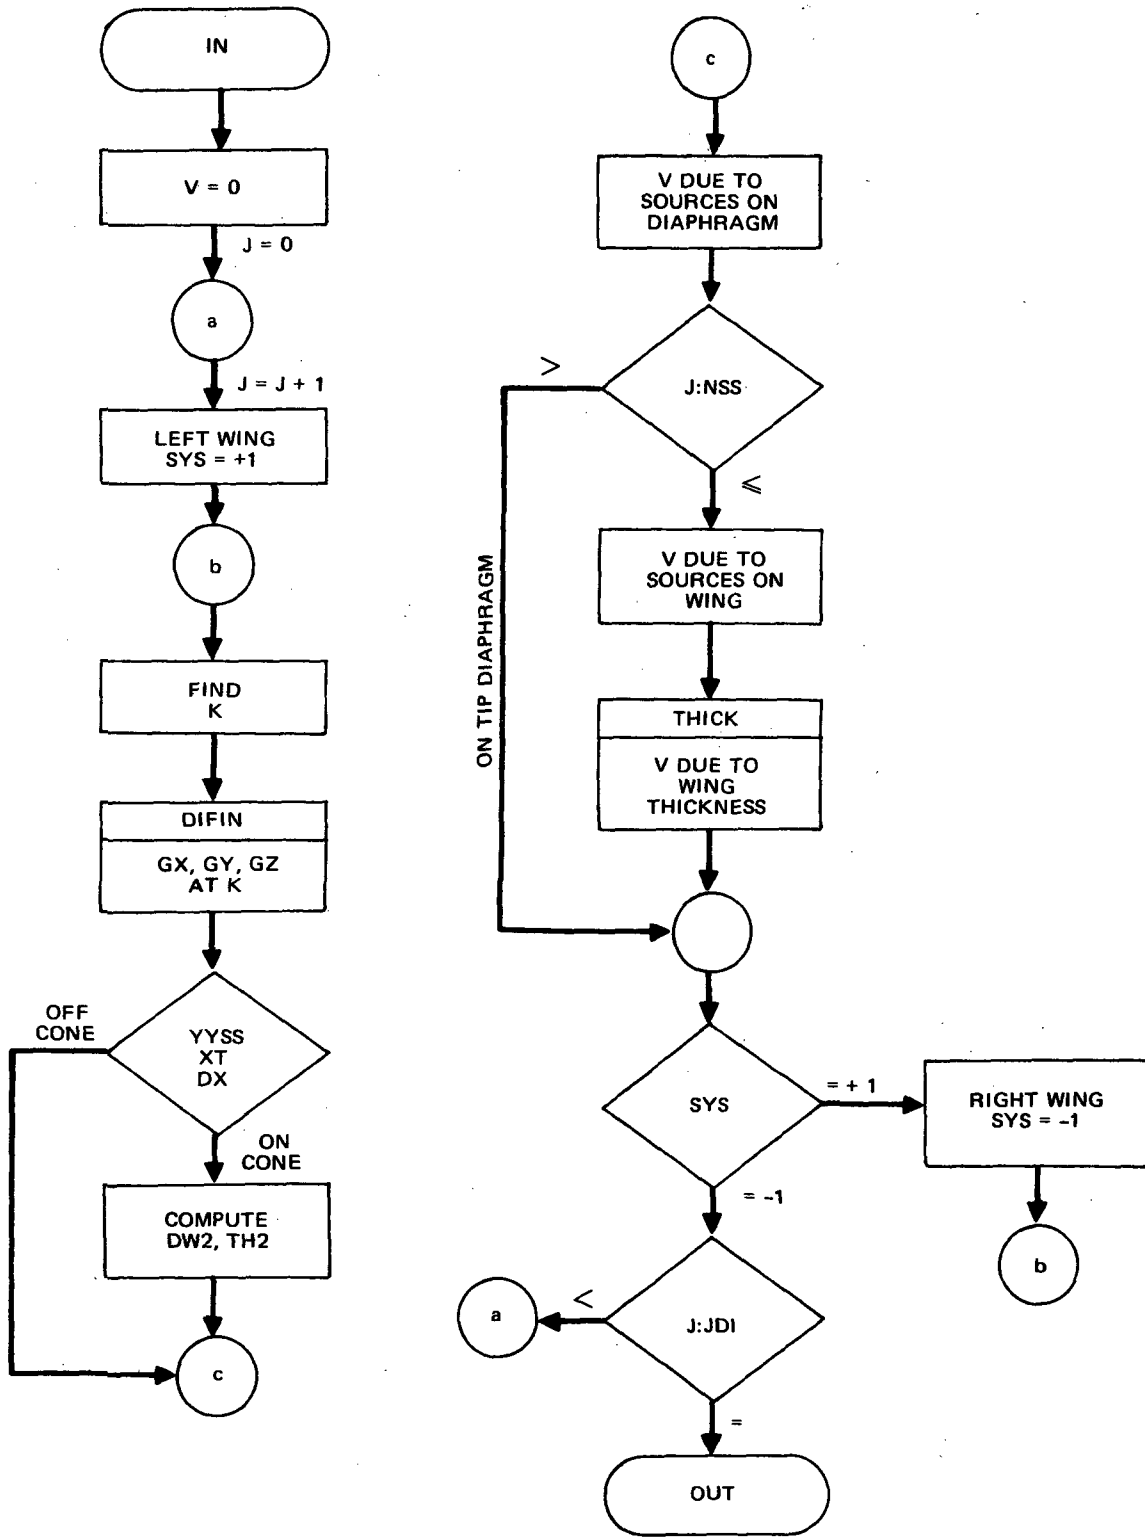 IN
V = 0
J = 0
a
J = J + 1
LEFT WING
SYS = +1
b
FIND
K
DIFIN
GX, GY, GZ
AT K
OFF
CONE
YYSS
XT
DX
ON
CONE
COMPUTE
DW2, TH2
c
c
V DUE TO
SOURCES ON
DIAPHRAGM
>
J:NSS
≤
ON TIP DIAPHRAGM
V DUE TO
SOURCES ON
WING
THICK
V DUE TO
WING
THICKNESS
SYS
= + 1
RIGHT WING
SYS = -1
= -1
b
a
<
J:JDI
=
OUT